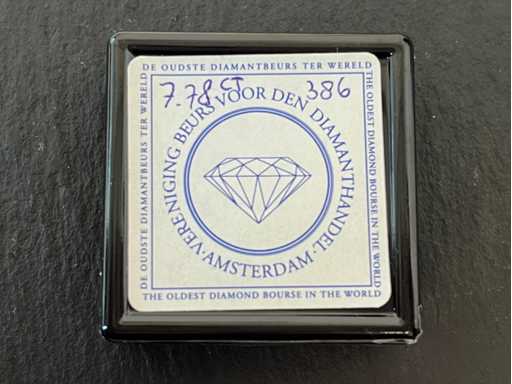 DE OUDSTE DIAMANTBEURS TER WERELD
7.78 CT 386
DE OUDSTE DIAMANTBEURS TER WERELD
THE OLDEST DIAMOND BOURSE IN THE WORLD
VERENIGING BEURS VOOR DEN DIAMANTHANDEL
· AMSTERDAM ·
THE OLDEST DIAMOND BOURSE IN THE WORLD